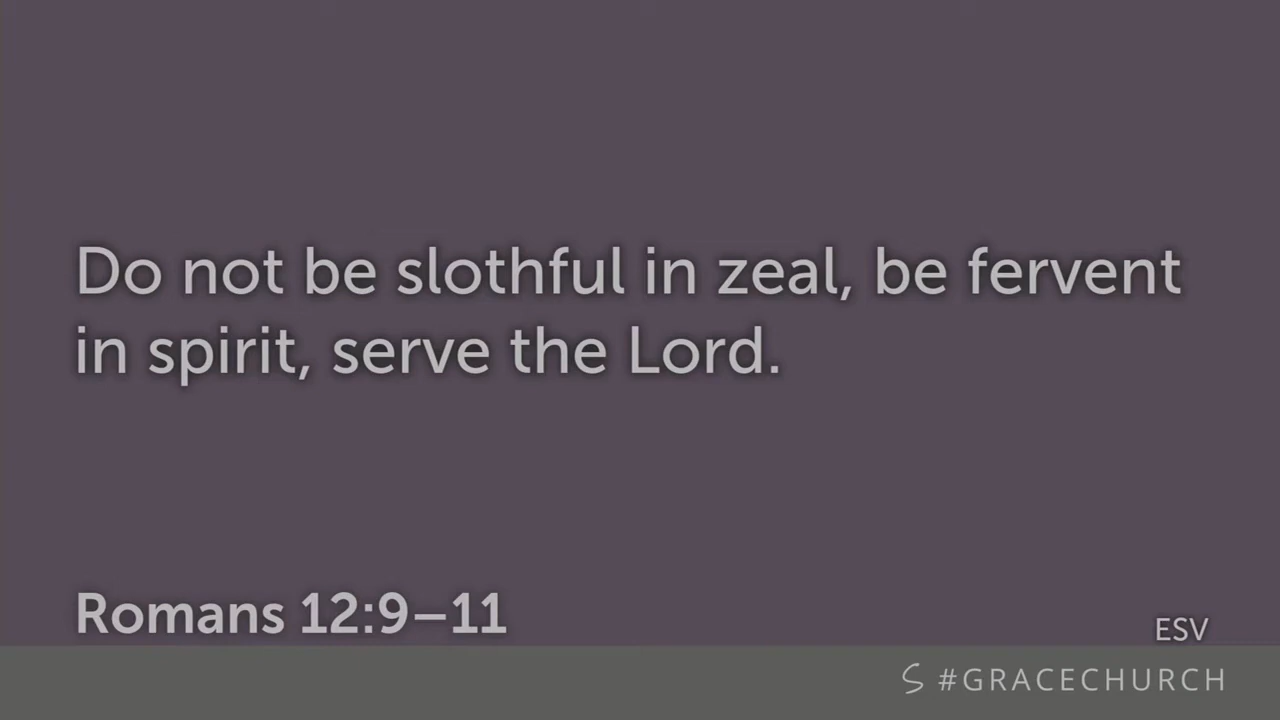 Do not be slothful in zeal, be fervent
in spirit, serve the Lord.
Romans 12:9–11
ESV
#GRACECHURCH